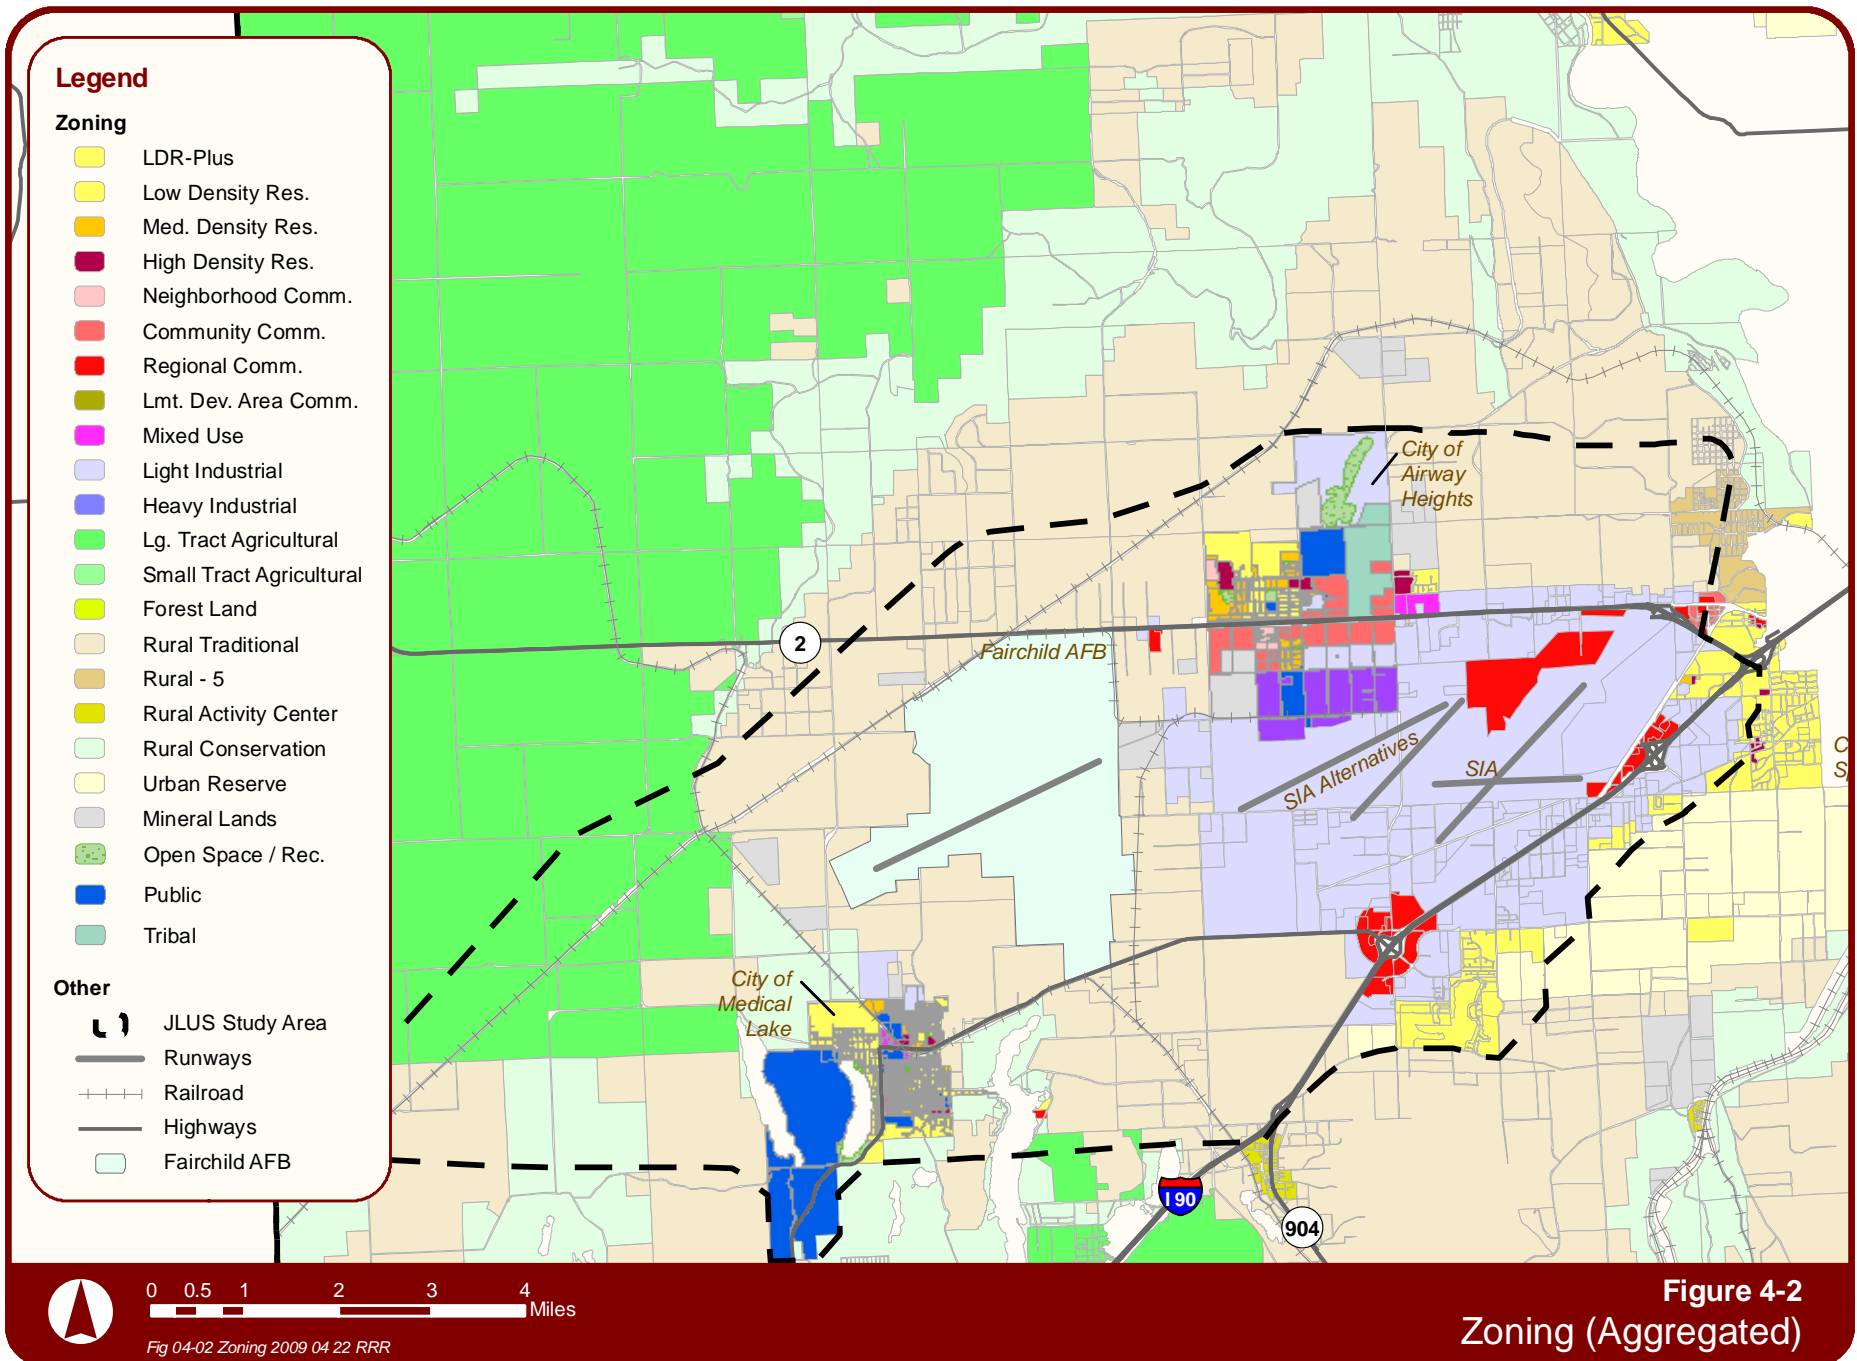 Legend
Zoning
LDR-Plus
Low Density Res.
Med. Density Res.
High Density Res.
Neighborhood Comm.
Community Comm.
Regional Comm.
Lmt. Dev. Area Comm.
Mixed Use
Light Industrial
Heavy Industrial
Lg. Tract Agricultural
Small Tract Agricultural
Forest Land
Rural Traditional
Rural - 5
Rural Activity Center
Rural Conservation
Urban Reserve
Mineral Lands
Open Space / Rec.
Public
Tribal
Other
JLUS Study Area
Runways
Railroad
Highways
Fairchild AFB
City of
Airway
Heights
2
Fairchild AFB
SIA Alternatives
SIA
C
S
City of
Medical
Lake
I 90
904
0 0.5 1 2 3 4
Miles
Fig 04-02 Zoning 2009 04 22 RRR
Figure 4-2
Zoning (Aggregated)